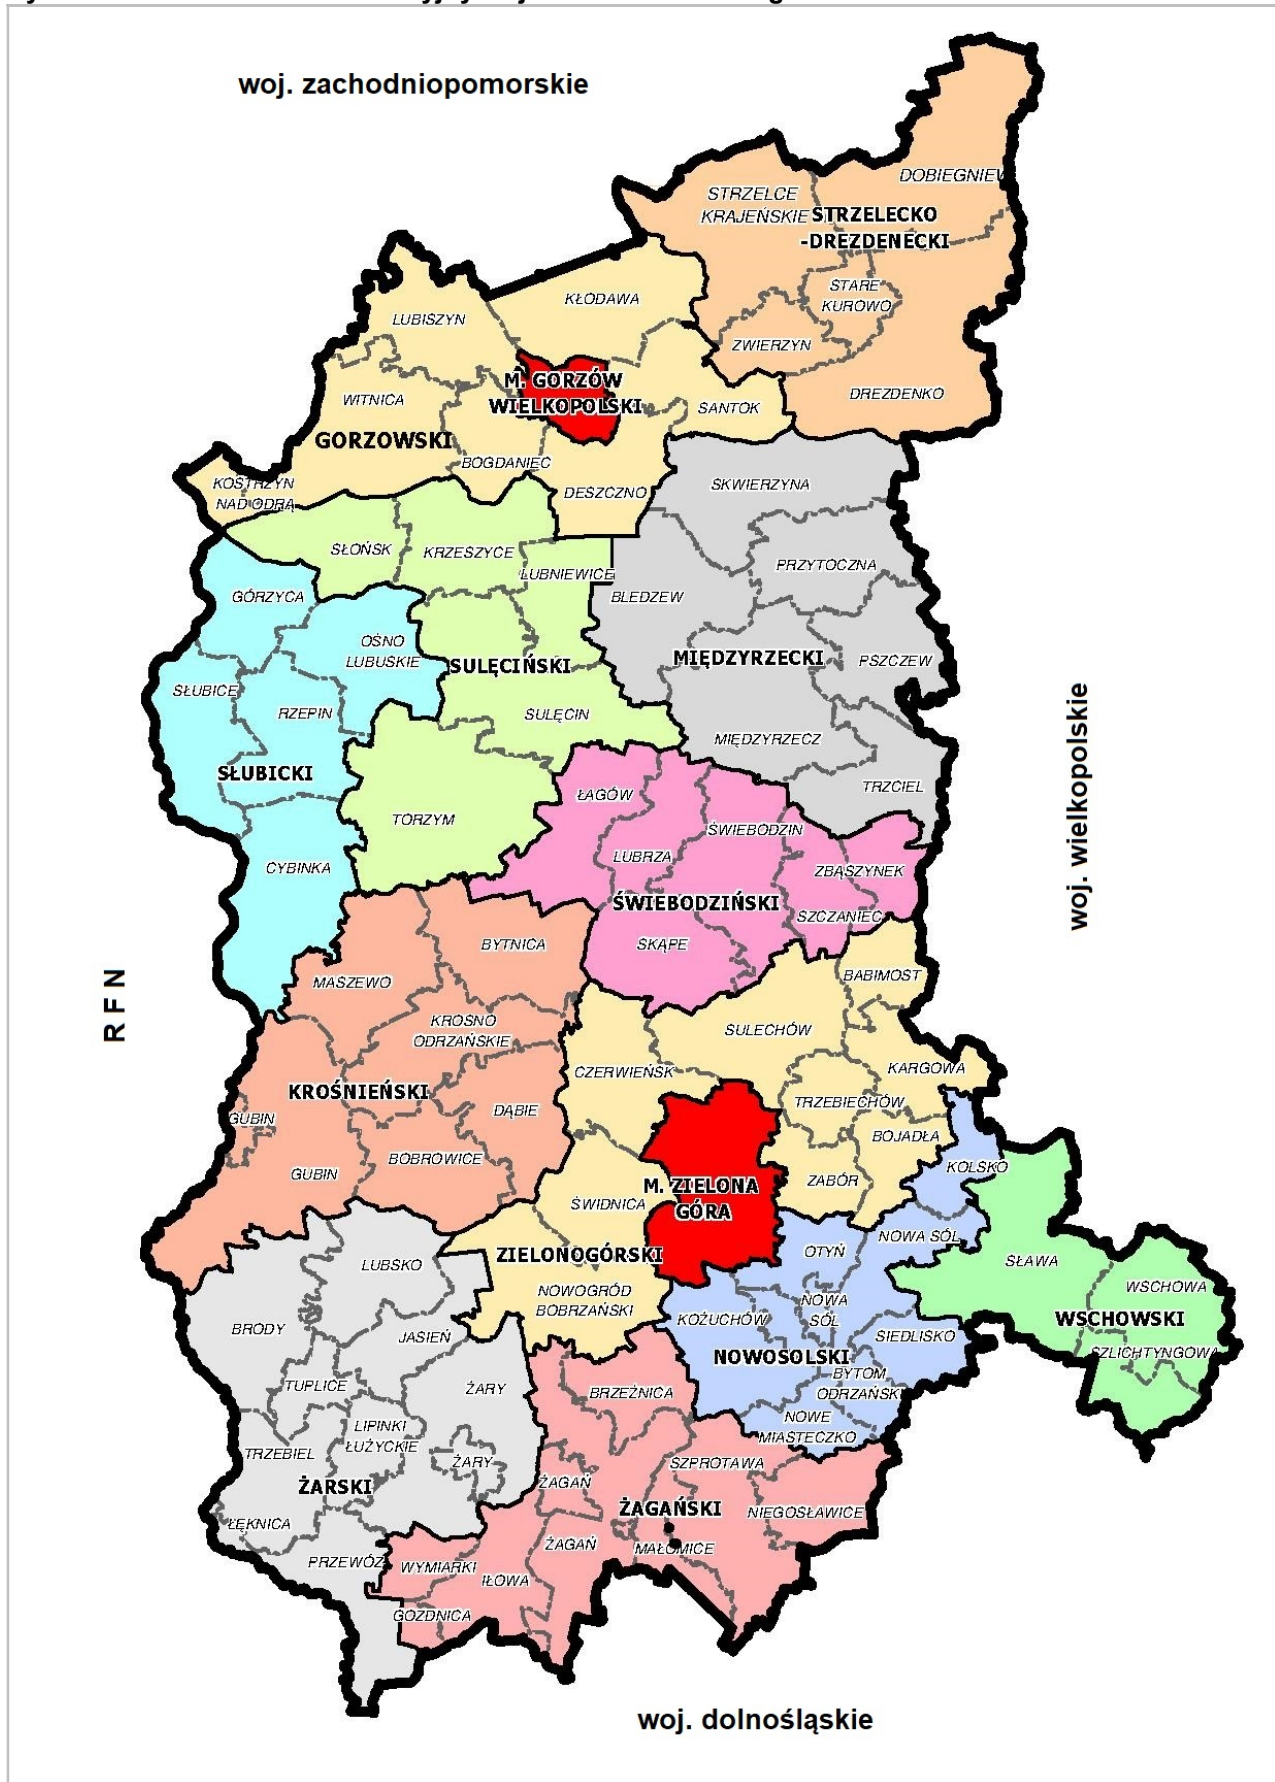 woj. zachodniopomorskie
DOBIEGNIEW
STRZELCE
KRAJEŃSKIE
STRZELECKO
-DREZDENECKI
STARE
KUROWO
ZWIERZYN
DREZDENKO
KŁODAWA
LUBISZYN
M. GORZÓW
WIELKOPOLSKI
WITNICA
SANTOK
GORZOWSKI
BOGDANIEC
DESZCZNO
KOSTRZYN
NAD ODRĄ
SKWIERZYNA
SŁOŃSK
KRZESZYCE
LUBNIEWICE
PRZYTOCZNA
BLEDZEW
GÓRZYCA
OŚNO
LUBUSKIE
SULĘCIŃSKI
MIĘDZYRZECKI
PSZCZEW
SŁUBICE
RZEPIN
SULĘCIN
MIĘDZYRZECZ
SŁUBICKI
TRZCIEL
woj. wielkopolskie
ŁAGÓW
TORZYM
ŚWIEBODZIN
LUBRZA
CYBINKA
ZBĄSZYNEK
ŚWIEBODZIŃSKI
SZCZANIEC
BYTNICA
SKĄPE
MASZEWO
BABIMOST
R F N
KROSNO
ODRZAŃSKIE
SULECHÓW
CZERWIEŃSK
KARGOWA
KROŚNIEŃSKI
TRZEBIECHÓW
GUBIN
DĄBIE
BOJADŁA
BOBROWICE
KOLSKO
GUBIN
ZABÓR
M. ZIELONA
GÓRA
ŚWIDNICA
NOWA SÓL
OTYŃ
ZIELONOGÓRSKI
LUBSKO
SŁAWA
WSCHOWA
NOWOGRÓD
BOBRZAŃSKI
NOWA
SÓL
KOŻUCHÓW
WSCHOWSKI
BRODY
JASIEŃ
SIEDLISKO
SZLICHTYNGOWA
NOWOSOLSKI
BYTOM
ODRZAŃSKI
TUPLICE
ŻARY
BRZEŹNICA
NOWE
MIASTECZKO
LIPINKI
ŁUŻYCKIE
TRZEBIEL
ŻARY
SZPROTAWA
ŻARSKI
ŻAGAŃ
ŻAGAŃSKI
NIEGOSŁAWICE
ŁĘKNICA
ŻAGAŃ
MAŁOMICE
PRZEWÓZ
WYMIARKI
IŁOWA
GOZDNICA
woj. dolnośląskie